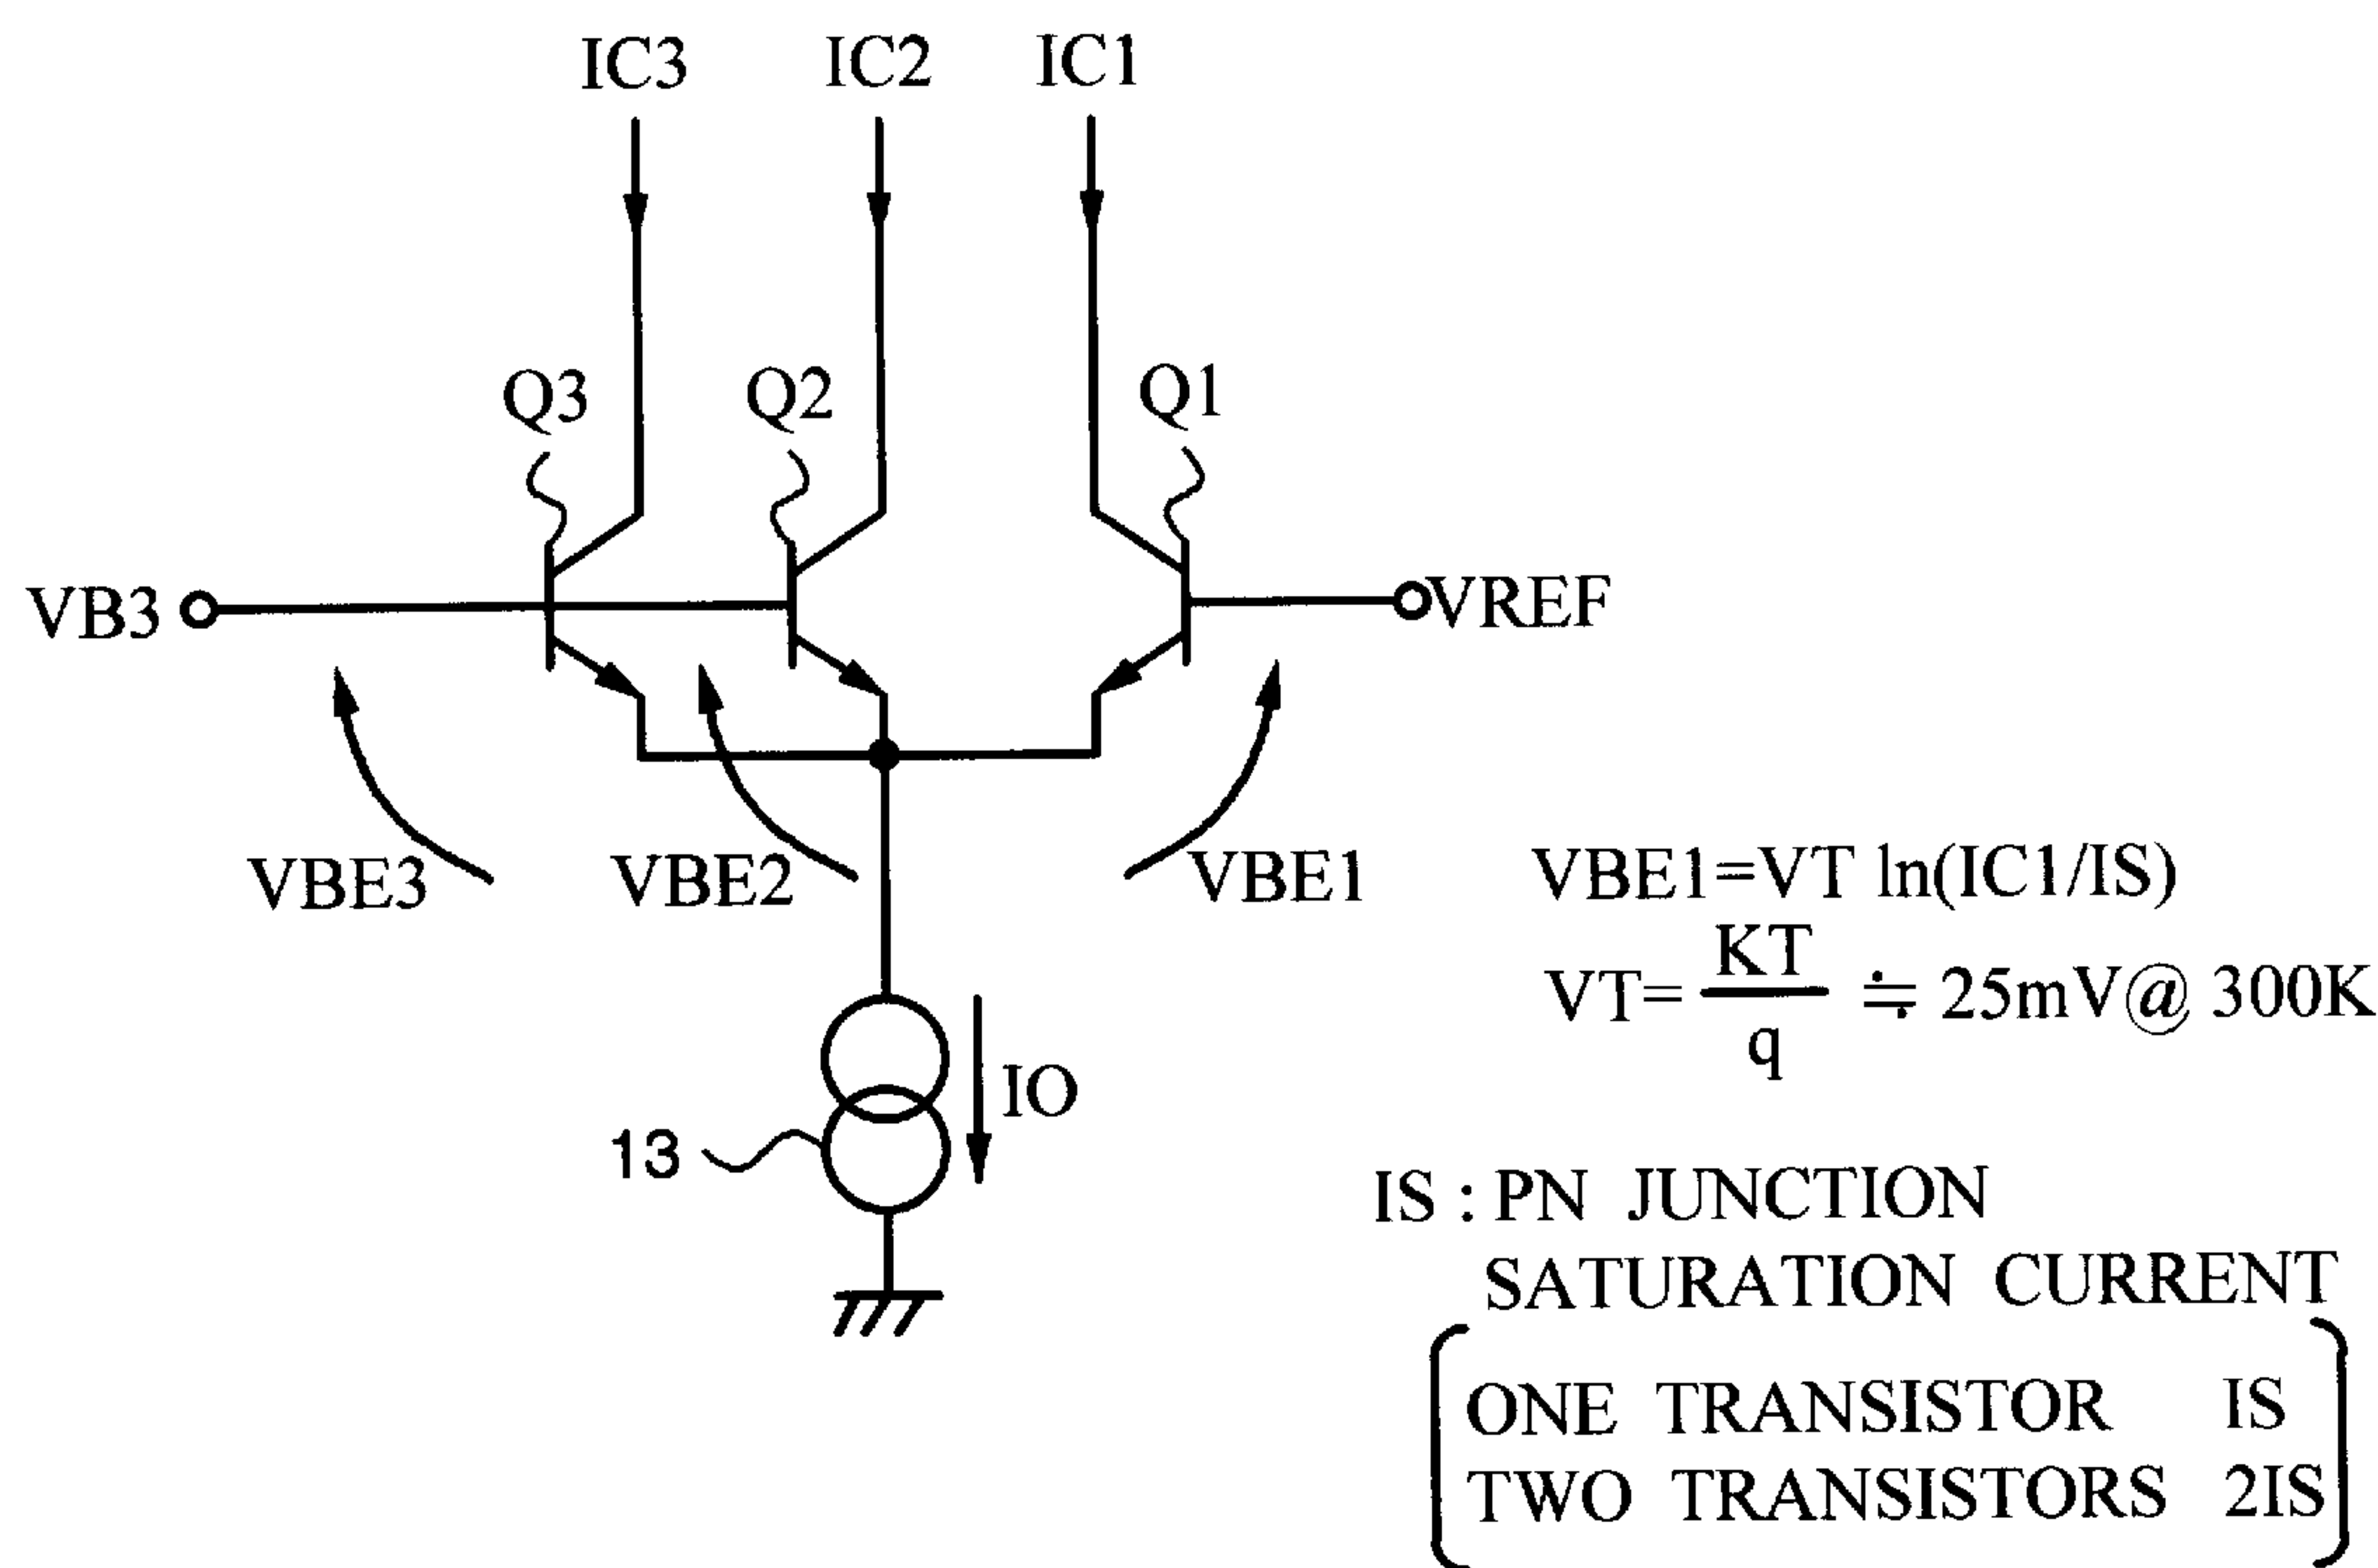 IC3 IC2 IC1
Q3 Q2 Q1
VB3 VREF
VBE3 VBE2 VBE1
VBE1=VT ln(IC1/IS)
VT= KT/q ≒ 25mV@ 300K
IO
13
IS : PN JUNCTION
SATURATION CURRENT
ONE TRANSISTOR IS
TWO TRANSISTORS 2IS